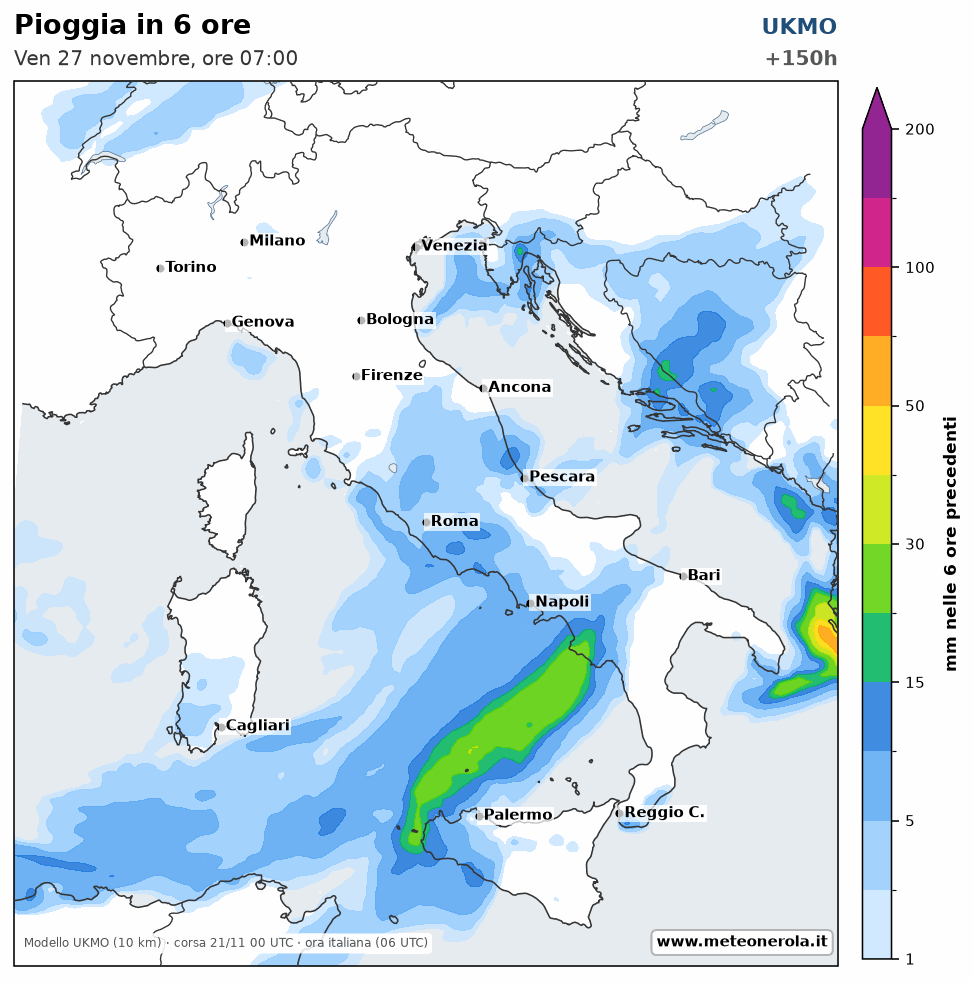 Pioggia in 6 ore
UKMO
Ven 27 novembre, ore 07:00
+150h
200
100
50
30
15
5
1
mm nelle 6 ore precedenti
Milano
Venezia
Torino
Genova
Bologna
Firenze
Ancona
Pescara
Roma
Bari
Napoli
Cagliari
Palermo
Reggio C.
Modello UKMO (10 km) · corsa 21/11 00 UTC · ora italiana (06 UTC)
www.meteonerola.it